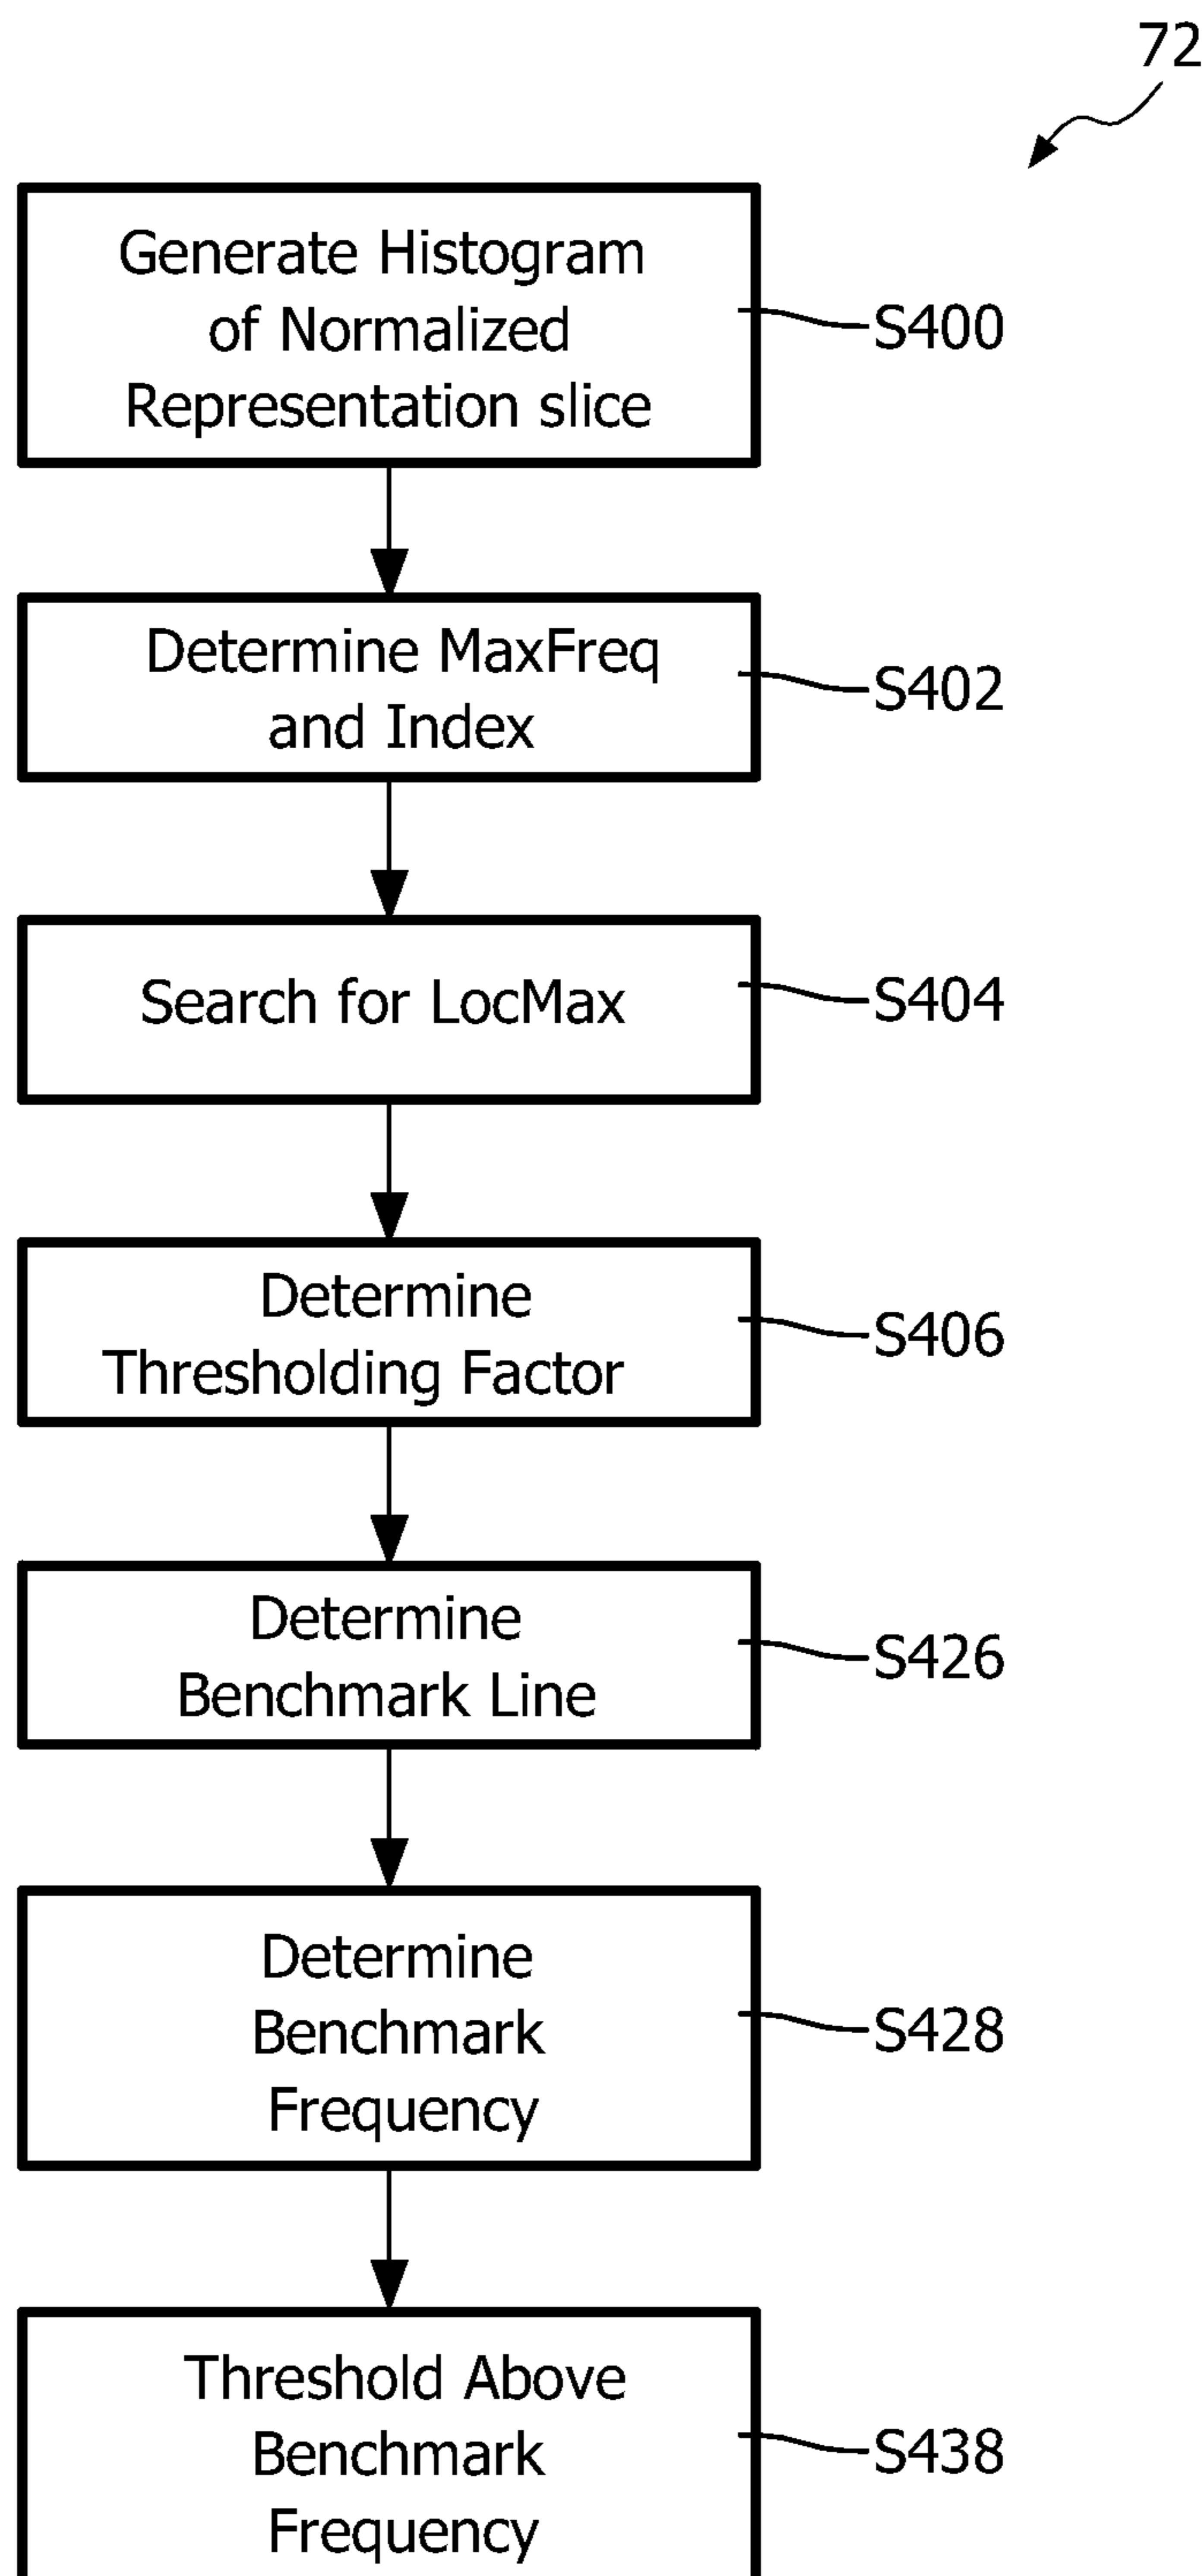 72
Generate Histogram
of Normalized
Representation slice
S400
Determine MaxFreq
and Index
S402
Search for LocMax
S404
Determine
Thresholding Factor
S406
Determine
Benchmark Line
S426
Determine
Benchmark
Frequency
S428
Threshold Above
Benchmark
Frequency
S438